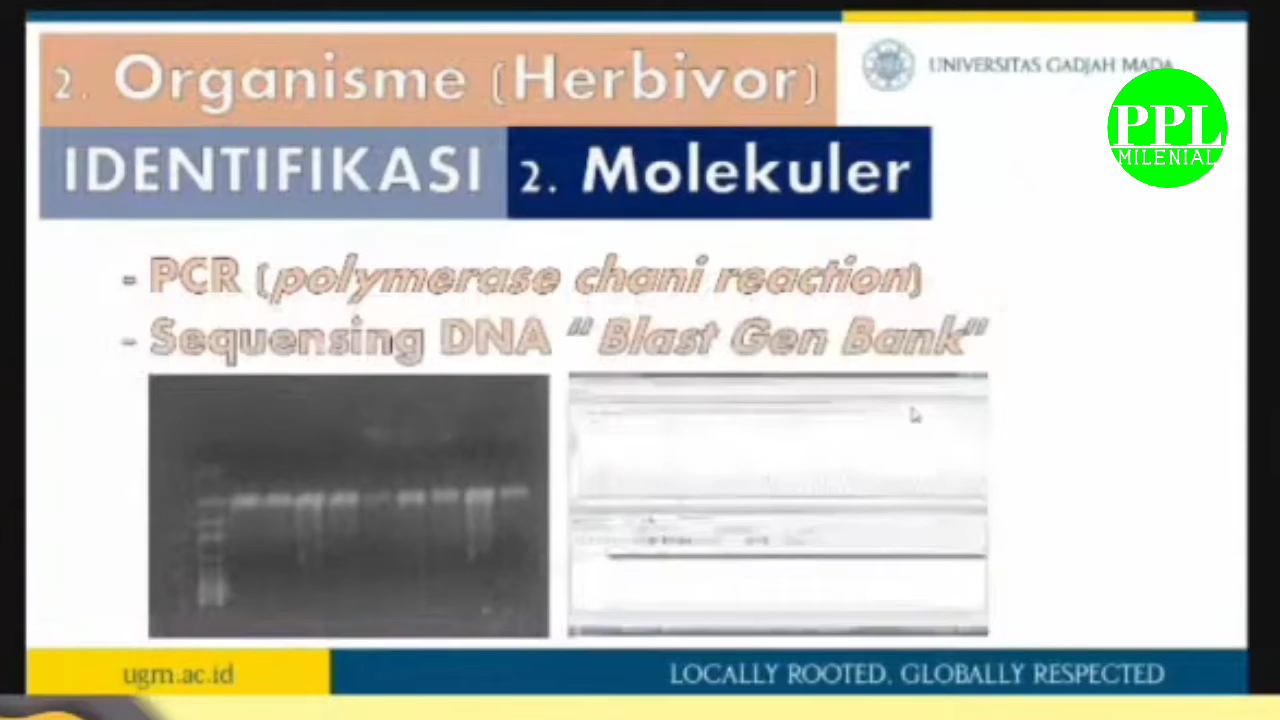 2. Organisme (Herbivor)
UNIVERSITAS GADJAH MADA
PPL
MILENIAL
IDENTIFIKASI 2. Molekuler
- PCR (polymerase chani reaction)
- Sequensing DNA “Blast Gen Bank”
ugm.ac.id
LOCALLY ROOTED, GLOBALLY RESPECTED